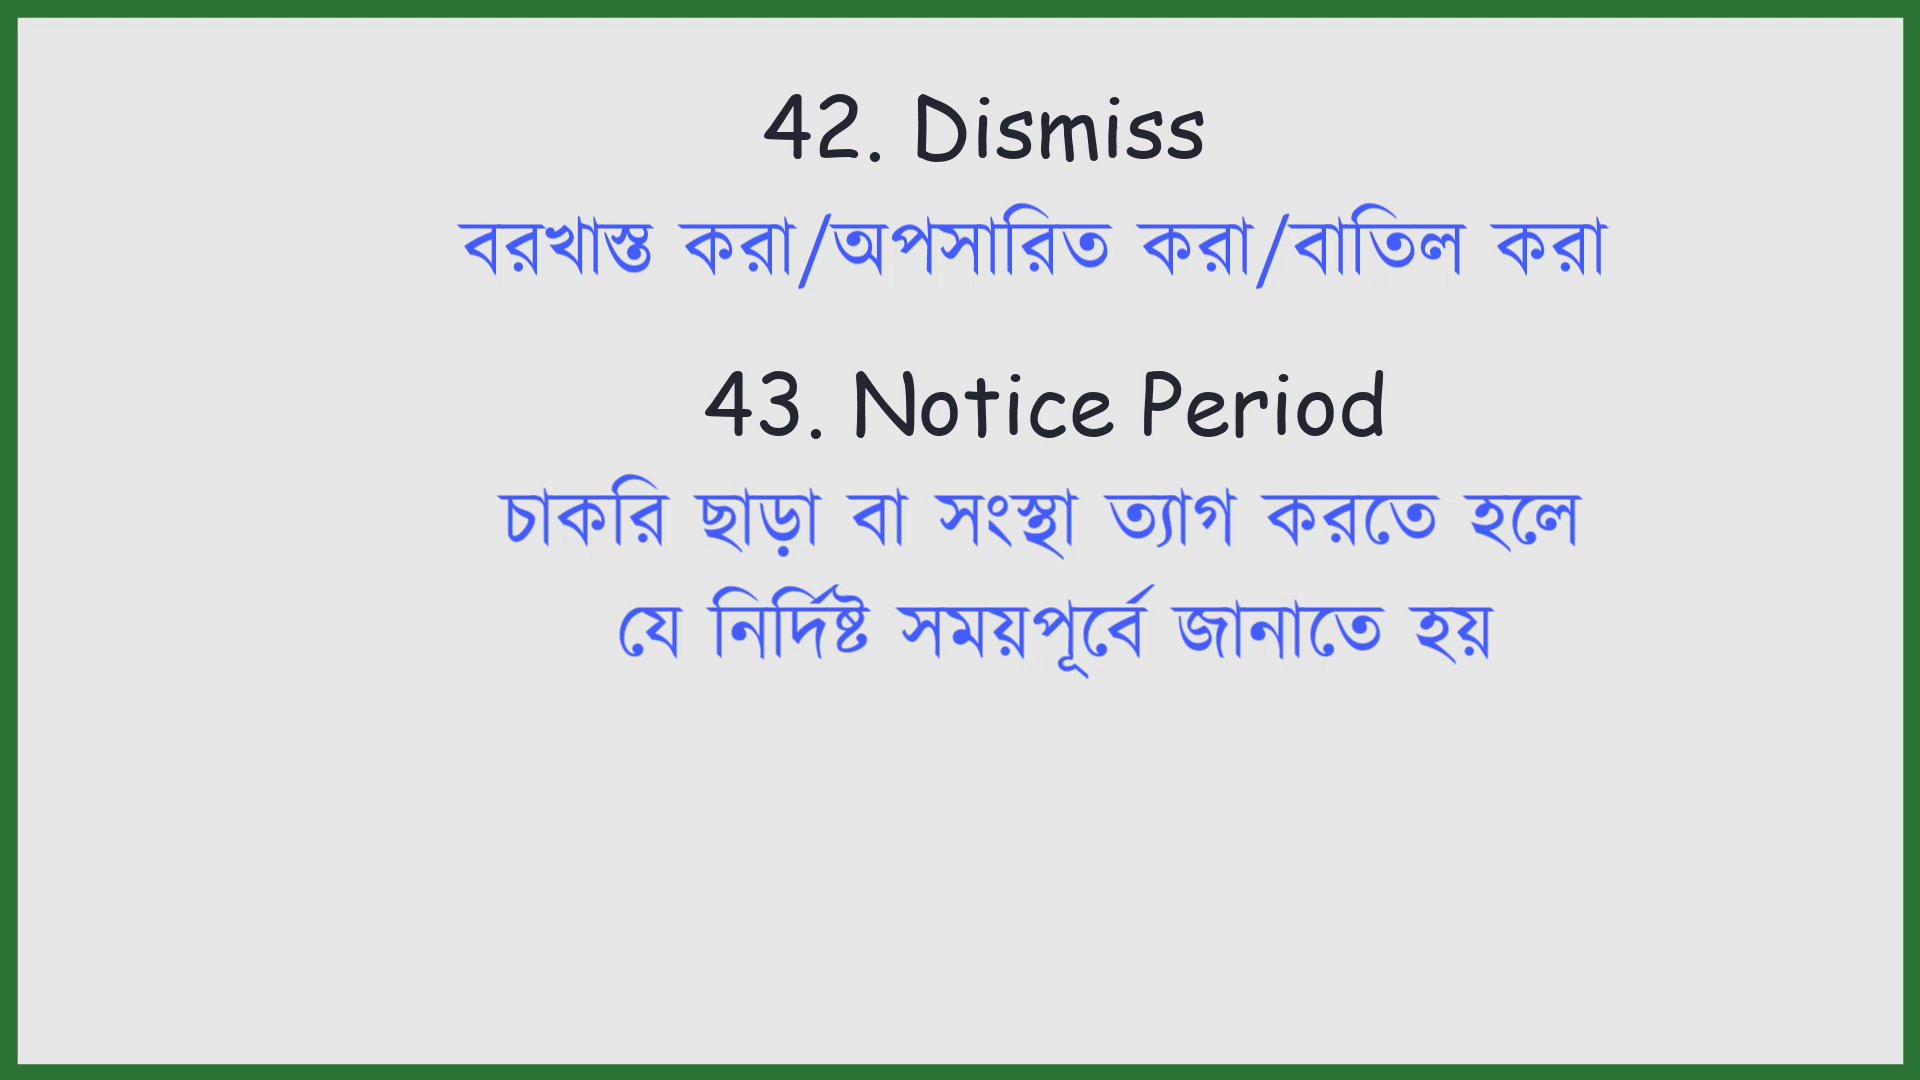 42. Dismiss
বরখাস্ত করা/অপসারিত করা/বাতিল করা
43. Notice Period
চাকরি ছাড়া বা সংস্থা ত্যাগ করতে হলে
যে নির্দিষ্ট সময়পূর্বে জানাতে হয়